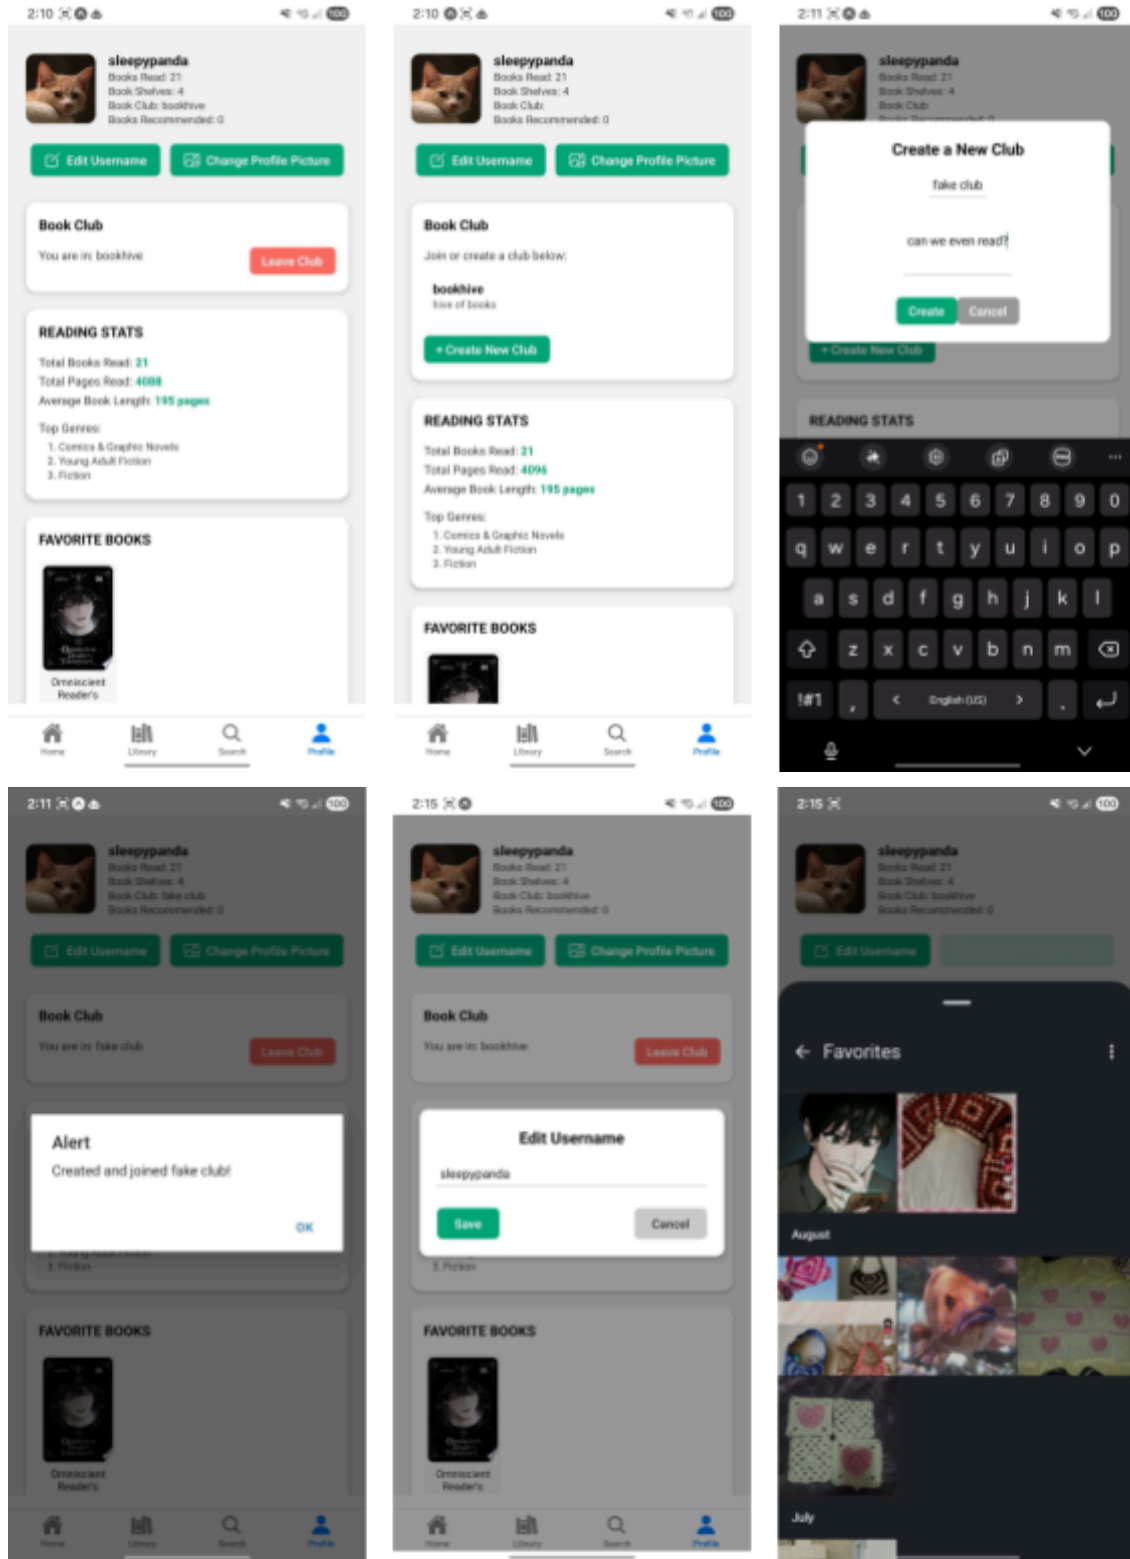 2:10
100
sleepypanda
Books Read: 21
Book Shelves: 4
Book Club: bookhive
Books Recommended: 0
Edit Username
Change Profile Picture
Book Club
You are in: bookhive
Leave Club
READING STATS
Total Books Read: 21
Total Pages Read: 4088
Average Book Length: 195 pages
Top Genres:
1. Comics & Graphic Novels
2. Young Adult Fiction
3. Fiction
FAVORITE BOOKS
Omniscient
Reader's
Home
Library
Search
Profile
2:10
100
sleepypanda
Books Read: 21
Book Shelves: 4
Book Club:
Books Recommended: 0
Edit Username
Change Profile Picture
Book Club
Join or create a club below:
bookhive
hive of books
+ Create New Club
READING STATS
Total Books Read: 21
Total Pages Read: 4096
Average Book Length: 195 pages
Top Genres:
1. Comics & Graphic Novels
2. Young Adult Fiction
3. Fiction
FAVORITE BOOKS
Home
Library
Search
Profile
2:11
100
sleepypanda
Books Read: 21
Book Shelves: 4
Book Club:
Books Recommended: 0
Create a New Club
fake club
can we even read?
Create
Cancel
+ Create New Club
READING STATS
1 2 3 4 5 6 7 8 9 0
q w e r t y u i o p
a s d f g h j k l
z x c v b n m
!#1 , < English (US) > .
2:11
100
sleepypanda
Books Read: 21
Book Shelves: 4
Book Club: fake club
Books Recommended: 0
Edit Username
Change Profile Picture
Book Club
You are in: fake club
Leave Club
Alert
Created and joined fake club!
OK
2. Young Adult Fiction
3. Fiction
FAVORITE BOOKS
Omniscient
Reader's
Home
Library
Search
Profile
2:15
100
sleepypanda
Books Read: 21
Book Shelves: 4
Book Club: bookhive
Books Recommended: 0
Edit Username
Change Profile Picture
Book Club
You are in: bookhive
Leave Club
Edit Username
sleepypanda
Save
Cancel
3. Fiction
FAVORITE BOOKS
Omniscient
Reader's
Home
Library
Search
Profile
2:15
100
sleepypanda
Books Read: 21
Book Shelves: 4
Book Club: bookhive
Books Recommended: 0
Edit Username
Favorites
August
July